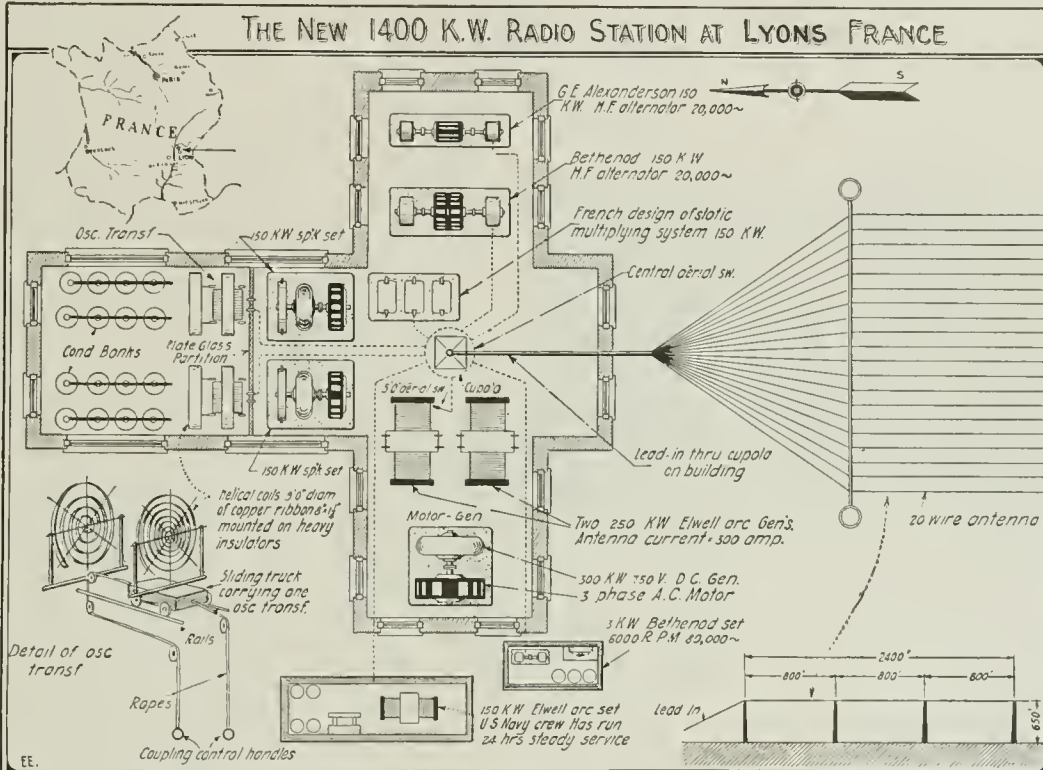 THE NEW 1400 K.W. RADIO STATION AT LYONS FRANCE
PARIS
FRANCE
LYON
N
S
G.E Alexanderson 150
KW. H.F. alternator 20,000~
Bethenod 150 KW
H.F alternator 20,000~
French design of static
multiplying system 150 KW.
Central aerial sw.
Osc. Transf
150 KW sp'k set
Cond Banks
Plate Glass
Partition
aerial sw.
Cupola
150 KW sp'k set
Lead-in thru cupola
on building
20 wire antenna
helical coils 3'0" diam
of copper ribbon
mounted on heavy
insulators
Motor-Gen
Two 250 KW Elwell arc Gen's.
Antenna current = 300 amp.
300 KW 750 V. D.C. Gen.
3 phase A.C. Motor
Sliding truck
carrying one
osc transf.
Rails
Detail of osc
transf
Ropes
Coupling control handles
3 KW Bethenod set
6000 R P.M 80,000~
150 KW Elwell arc set
U S Navy crew Has run
24 hrs steady service
2400'
800'
800'
800'
Lead In
650'
EE.